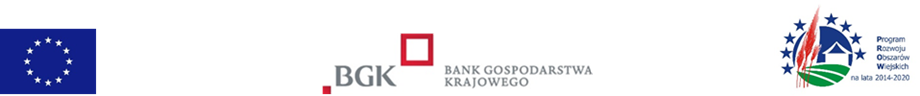 BGK
BANK GOSPODARSTWA
KRAJOWEGO
Program
Rozwoju
Obszarów
Wiejskich
na lata 2014-2020